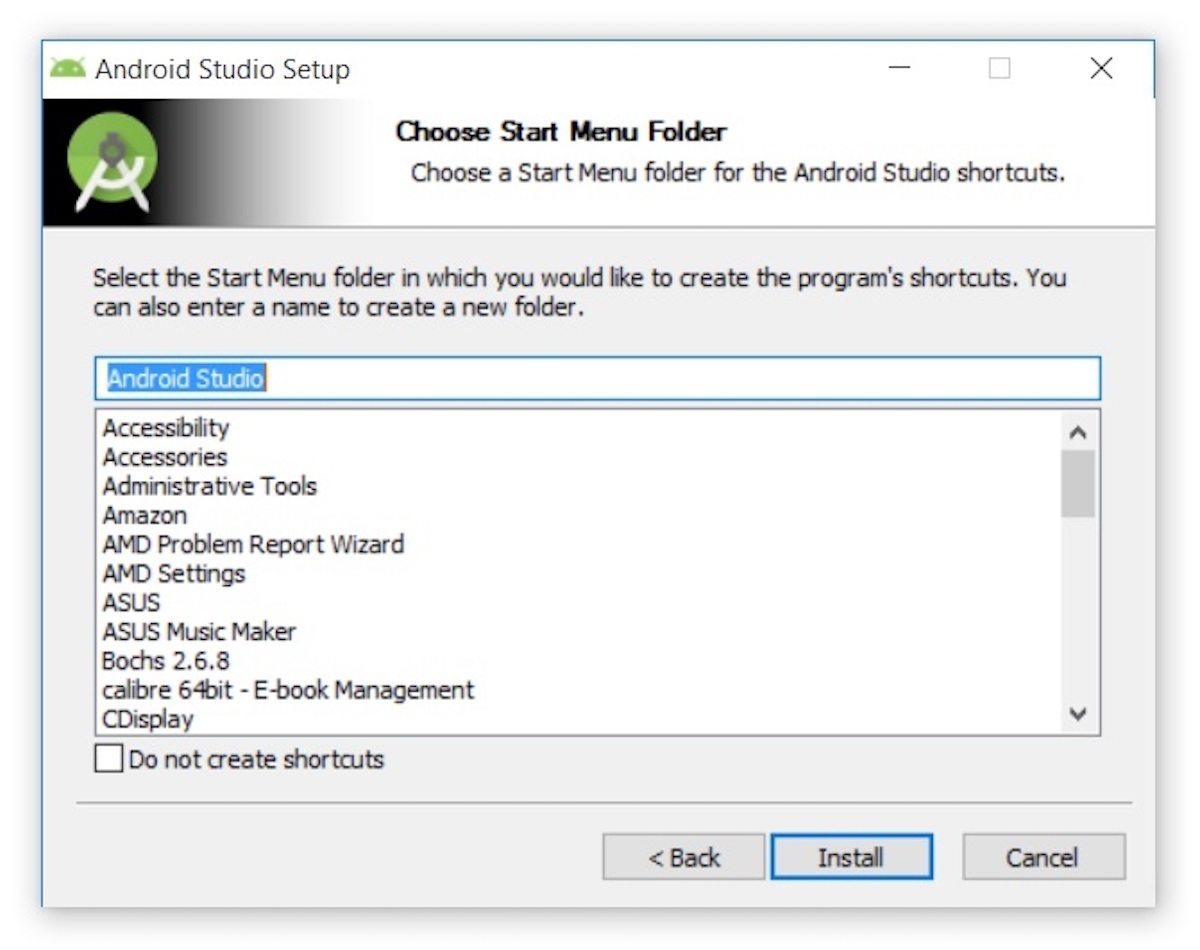 Android Studio Setup
Choose Start Menu Folder
Choose a Start Menu folder for the Android Studio shortcuts.
Select the Start Menu folder in which you would like to create the program's shortcuts. You
can also enter a name to create a new folder.
Android Studio
Accessibility
Accessories
Administrative Tools
Amazon
AMD Problem Report Wizard
AMD Settings
ASUS
ASUS Music Maker
Bochs 2.6.8
calibre 64bit - E-book Management
CDisplay
Do not create shortcuts
< Back
Install
Cancel